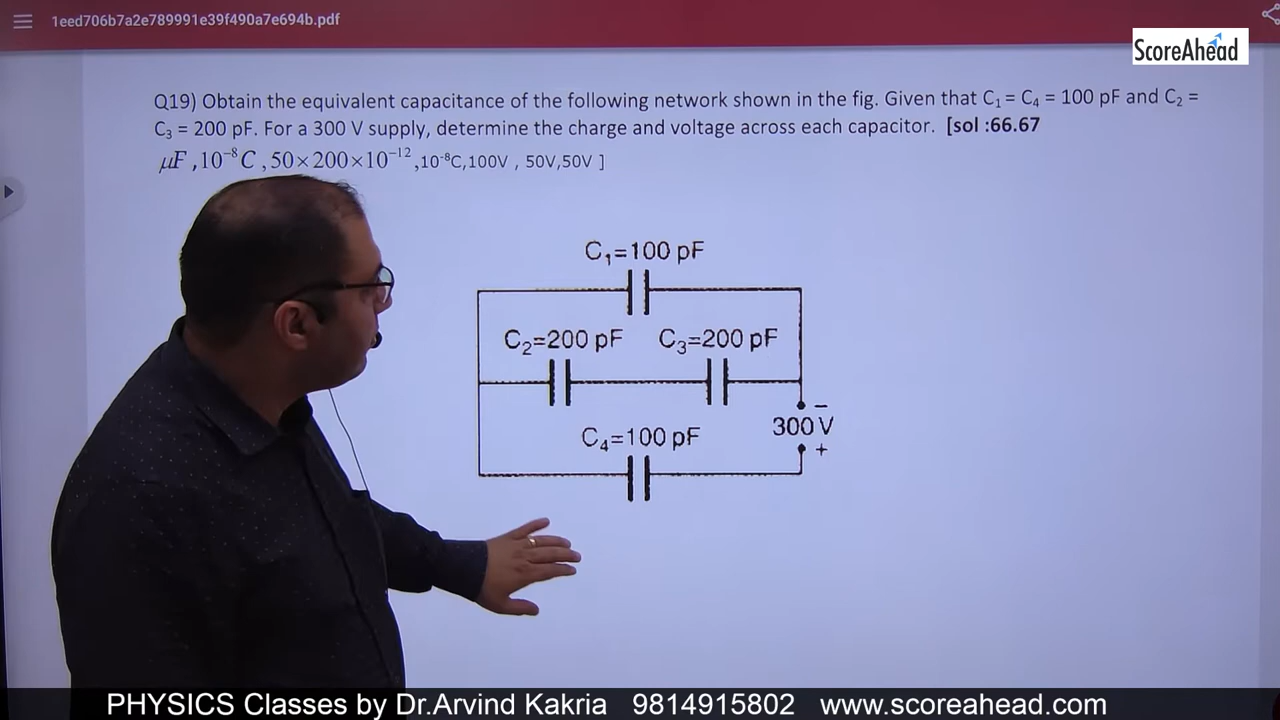 1eed706b7a2e789991e39f490a7e694b.pdf
ScoreAhead
Q19) Obtain the equivalent capacitance of the following network shown in the fig. Given that C₁ = C₄ = 100 pF and C₂ =
C₃ = 200 pF. For a 300 V supply, determine the charge and voltage across each capacitor. [sol :66.67
μF ,10⁻⁸C ,50×200×10⁻¹² ,10⁻⁸C,100V , 50V,50V ]
C₁=100 pF
C₂=200 pF C₃=200 pF
−
300 V
+
C₄=100 pF
PHYSICS Classes by Dr.Arvind Kakria 9814915802 www.scoreahead.com